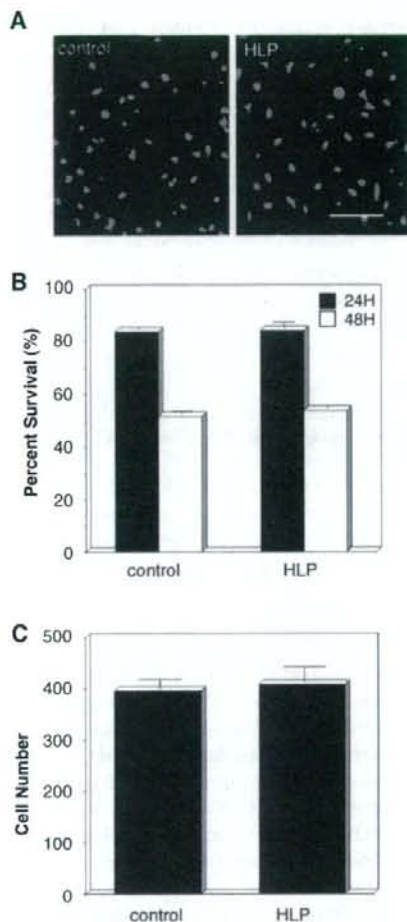 A
control
HLP
B
100
80
60
40
20
0
Percent Survival (%)
24H
48H
control
HLP
C
500
400
300
200
100
0
Cell Number
control
HLP